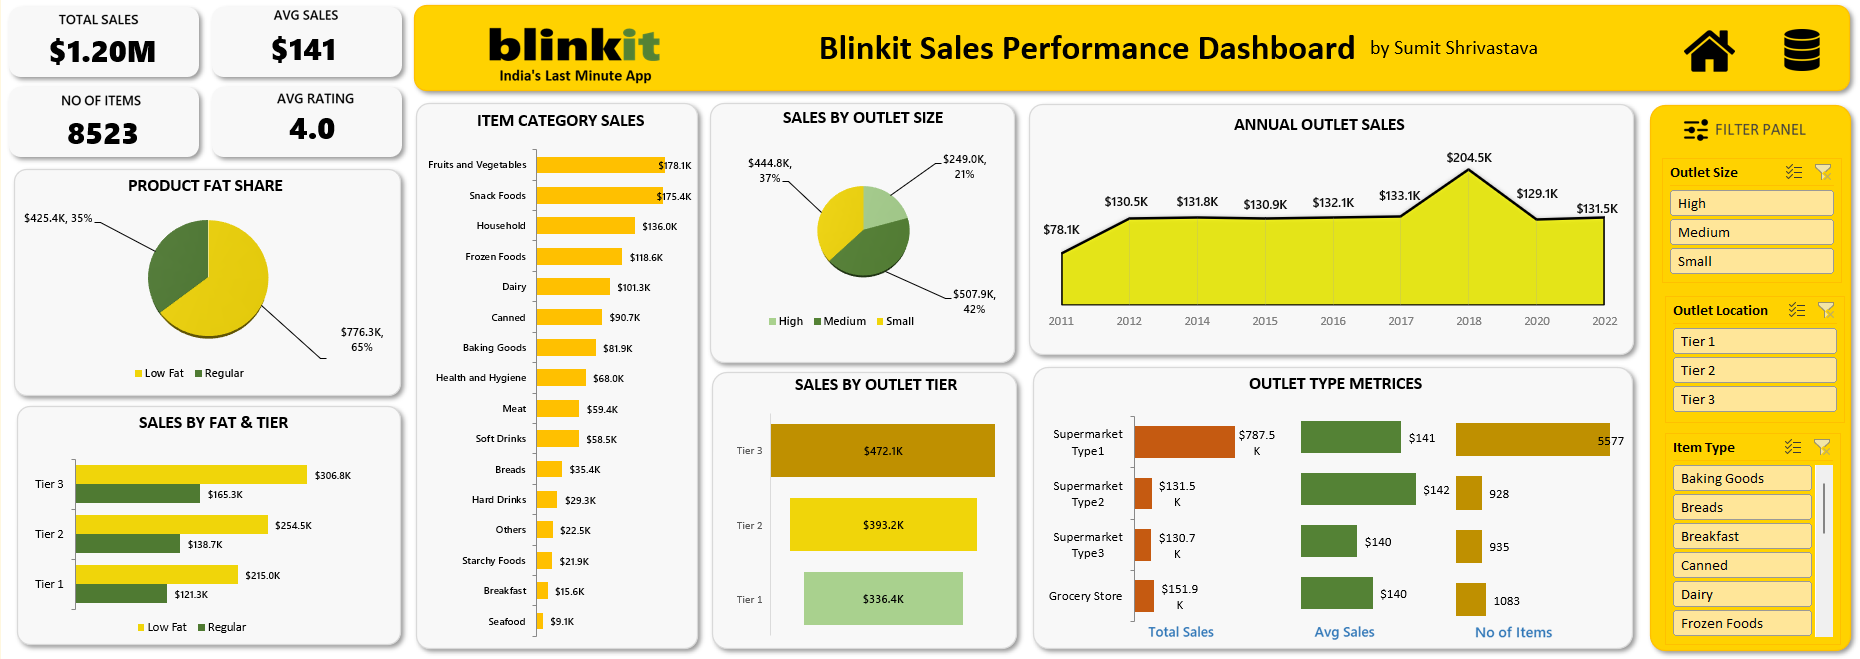 TOTAL SALES
$1.20M
AVG SALES
$141
NO OF ITEMS
8523
AVG RATING
4.0
blinkit
India's Last Minute App
Blinkit Sales Performance Dashboard by Sumit Shrivastava
PRODUCT FAT SHARE
$425.4K, 35%
$776.3K,
65%
Low Fat Regular
SALES BY FAT & TIER
Tier 3
$306.8K
$165.3K
Tier 2
$254.5K
$138.7K
Tier 1
$215.0K
$121.3K
Low Fat Regular
ITEM CATEGORY SALES
Fruits and Vegetables $178.1K
Snack Foods $175.4K
Household $136.0K
Frozen Foods $118.6K
Dairy $101.3K
Canned $90.7K
Baking Goods $81.9K
Health and Hygiene $68.0K
Meat $59.4K
Soft Drinks $58.5K
Breads $35.4K
Hard Drinks $29.3K
Others $22.5K
Starchy Foods $21.9K
Breakfast $15.6K
Seafood $9.1K
SALES BY OUTLET SIZE
$444.8K,
37%
$249.0K,
21%
$507.9K,
42%
High Medium Small
SALES BY OUTLET TIER
Tier 3 $472.1K
Tier 2 $393.2K
Tier 1 $336.4K
ANNUAL OUTLET SALES
$78.1K $130.5K $131.8K $130.9K $132.1K $133.1K $204.5K $129.1K $131.5K
2011 2012 2014 2015 2016 2017 2018 2020 2022
OUTLET TYPE METRICES
Supermarket
Type1
$787.5
K
$141
5577
Supermarket
Type2
$131.5
K
$142
928
Supermarket
Type3
$130.7
K
$140
935
Grocery Store
$151.9
K
$140
1083
Total Sales Avg Sales No of Items
FILTER PANEL
Outlet Size
High
Medium
Small
Outlet Location
Tier 1
Tier 2
Tier 3
Item Type
Baking Goods
Breads
Breakfast
Canned
Dairy
Frozen Foods